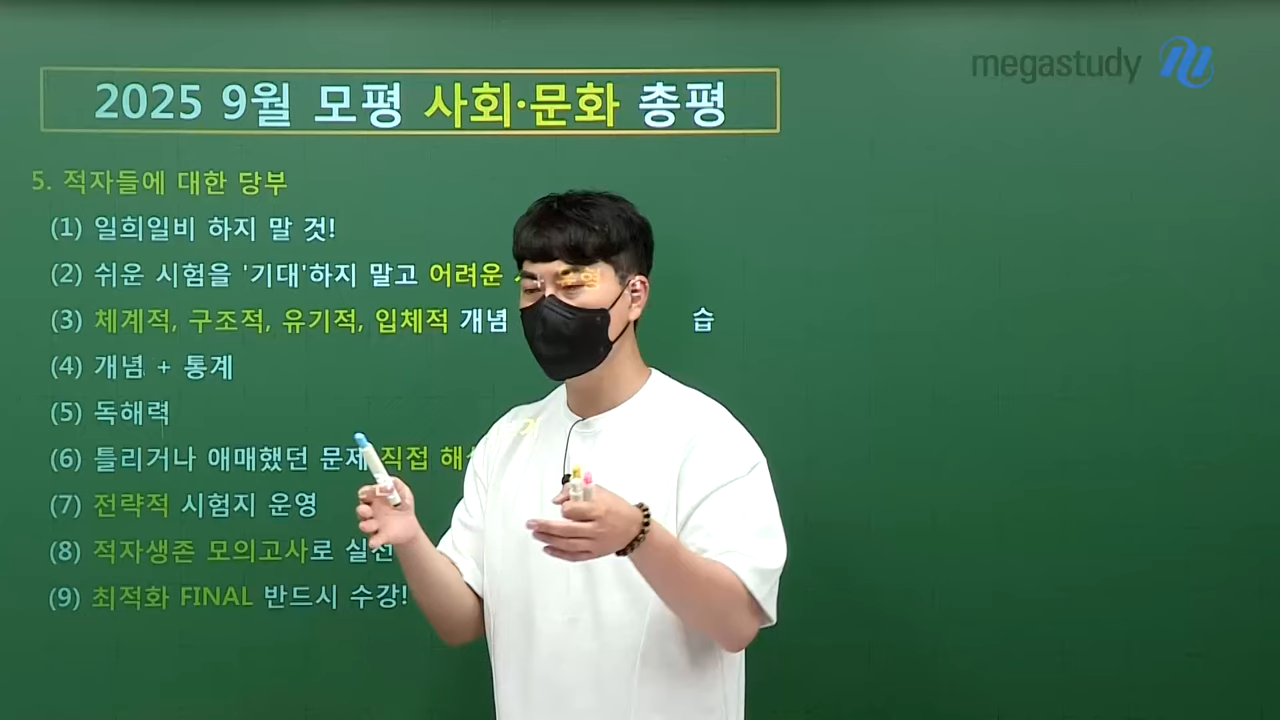 megastudy
2025 9월 모평 사회·문화 총평
5. 적자들에 대한 당부
(1) 일희일비 하지 말 것!
(2) 쉬운 시험을 '기대'하지 말고 어려운
(3) 체계적, 구조적, 유기적, 입체적 개념
(4) 개념 + 통계
(5) 독해력
(6) 틀리거나 애매했던 문제 직접
(7) 전략적 시험지 운영
(8) 적자생존 모의고사로 실전
(9) 최적화 FINAL 반드시 수강!